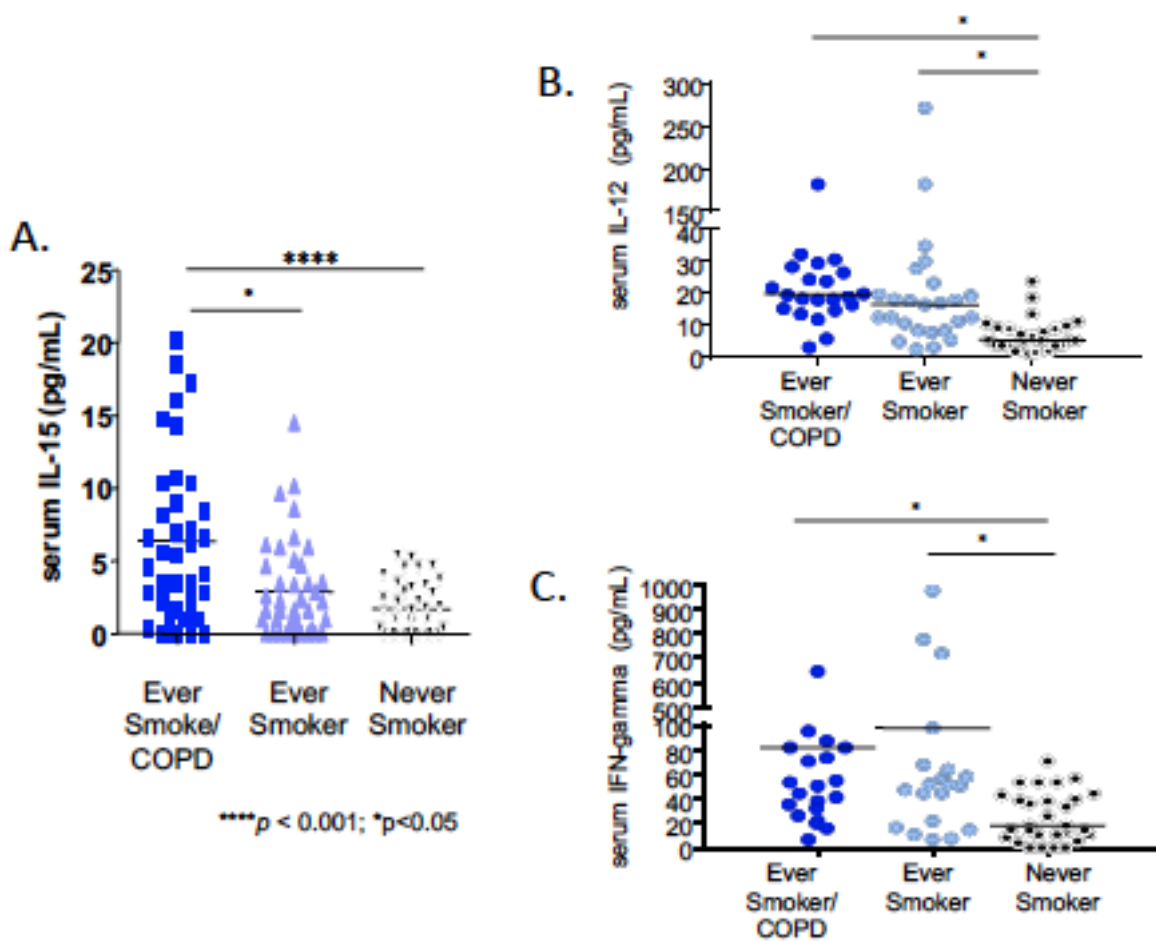 A.
****
*
25
20
15
10
5
0
serum IL-15 (pg/mL)
Ever
Smoke/
COPD
Ever
Smoker
Never
Smoker
****p < 0.001; *p<0.05
B.
*
*
300
250
200
150
40
30
20
10
0
serum IL-12 (pg/mL)
Ever
Smoker/
COPD
Ever
Smoker
Never
Smoker
C.
*
*
1000
900
800
700
600
500
100
80
60
40
20
0
serum IFN-gamma (pg/mL)
Ever
Smoker/
COPD
Ever
Smoker
Never
Smoker